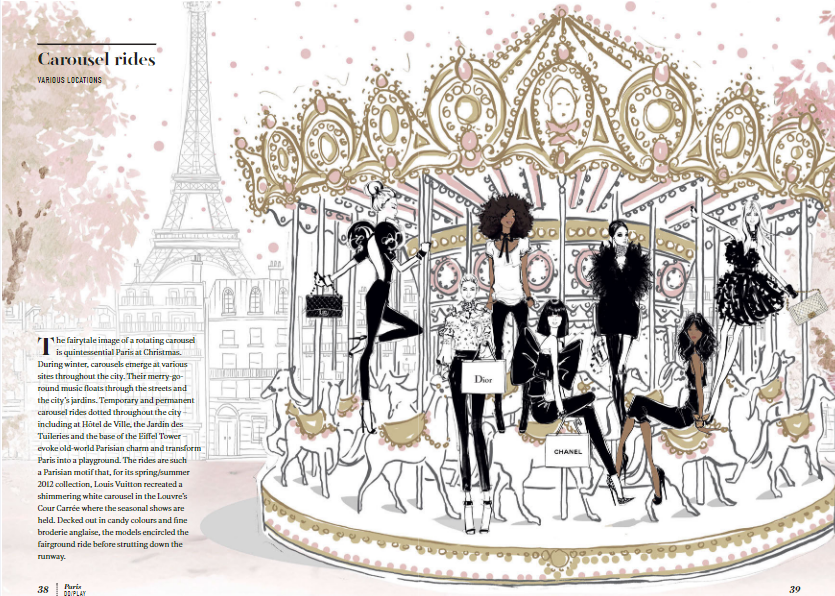 Carousel rides
VARIOUS LOCATIONS
The fairytale image of a rotating carousel
is quintessential Paris at Christmas.
During winter, carousels emerge at various
sites throughout the city. Their merry-go-
round music floats through the streets and
the city's jardins. Temporary and permanent
carousel rides dotted throughout the city
including at Hôtel de Ville, the Jardin des
Tuileries and the base of the Eiffel Tower
evoke old-world Parisian charm and transform
Paris into a playground. The rides are such
a Parisian motif that, for its spring/summer
2012 collection, Louis Vuitton recreated a
shimmering white carousel in the Louvre's
Cour Carrée where the seasonal shows are
held. Decked out in candy colours and fine
broderie anglaise, the models encircled the
fairground ride before strutting down the
runway.
Dior
CHANEL
38
Paris
DO/PLAY
39